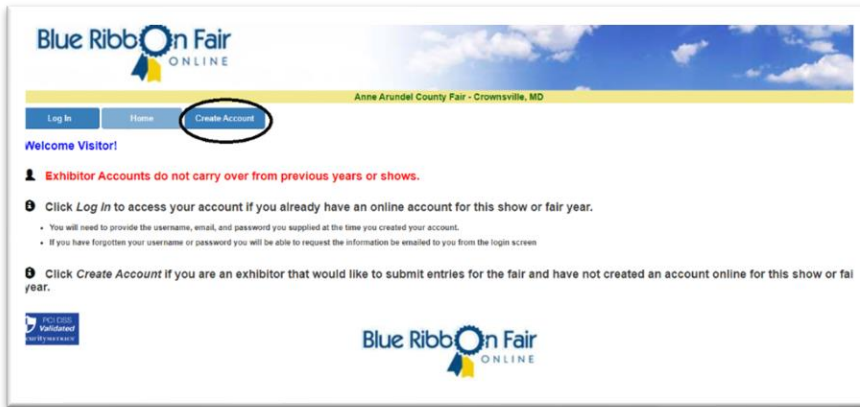 Blue Ribbon Fair
ONLINE
Anne Arundel County Fair - Crownsville, MD
Log In Home Create Account
Welcome Visitor!
Exhibitor Accounts do not carry over from previous years or shows.
Click Log In to access your account if you already have an online account for this show or fair year.
You will need to provide the username, email, and password you supplied at the time you created your account.
If you have forgotten your username or password you will be able to request the information be emailed to you from the login screen
Click Create Account if you are an exhibitor that would like to submit entries for the fair and have not created an account online for this show or fai
year.
PCI DSS
Validated
Blue Ribbon Fair
ONLINE